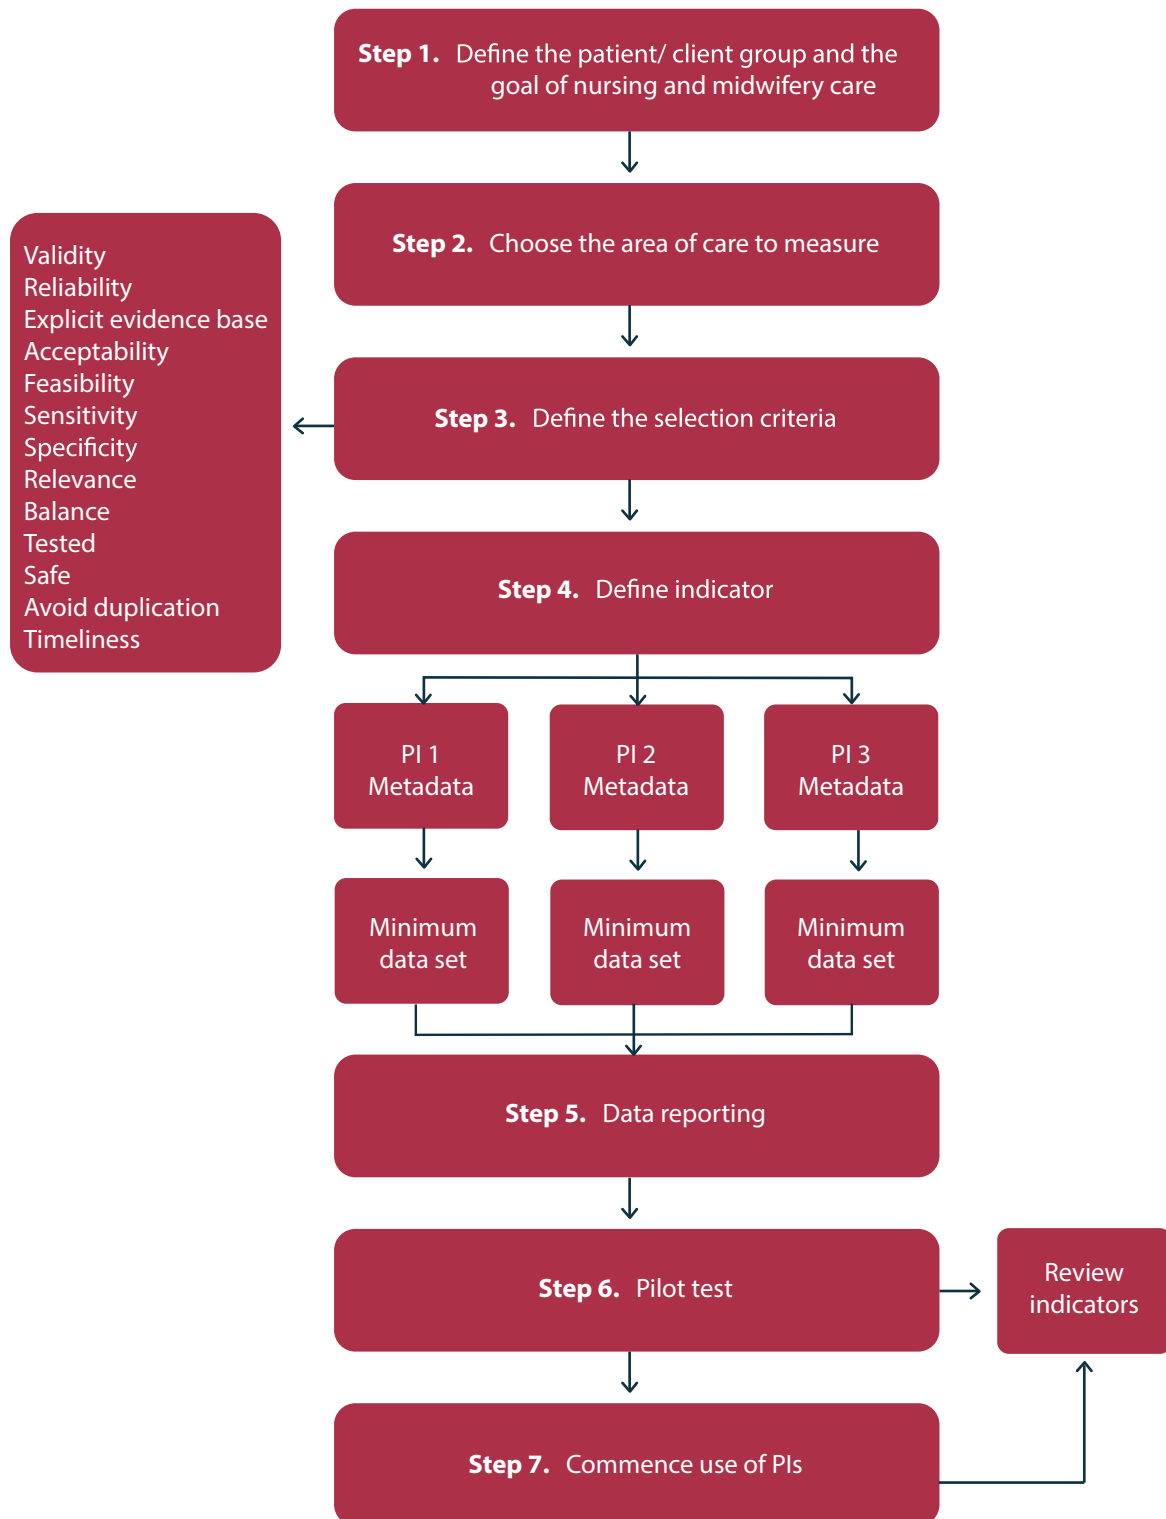 Step 1. Define the patient/ client group and the
goal of nursing and midwifery care
Step 2. Choose the area of care to measure
Validity
Reliability
Explicit evidence base
Acceptability
Feasibility
Sensitivity
Specificity
Relevance
Balance
Tested
Safe
Avoid duplication
Timeliness
Step 3. Define the selection criteria
Step 4. Define indicator
PI 1
Metadata
PI 2
Metadata
PI 3
Metadata
Minimum
data set
Minimum
data set
Minimum
data set
Step 5. Data reporting
Step 6. Pilot test
Review
indicators
Step 7. Commence use of PIs